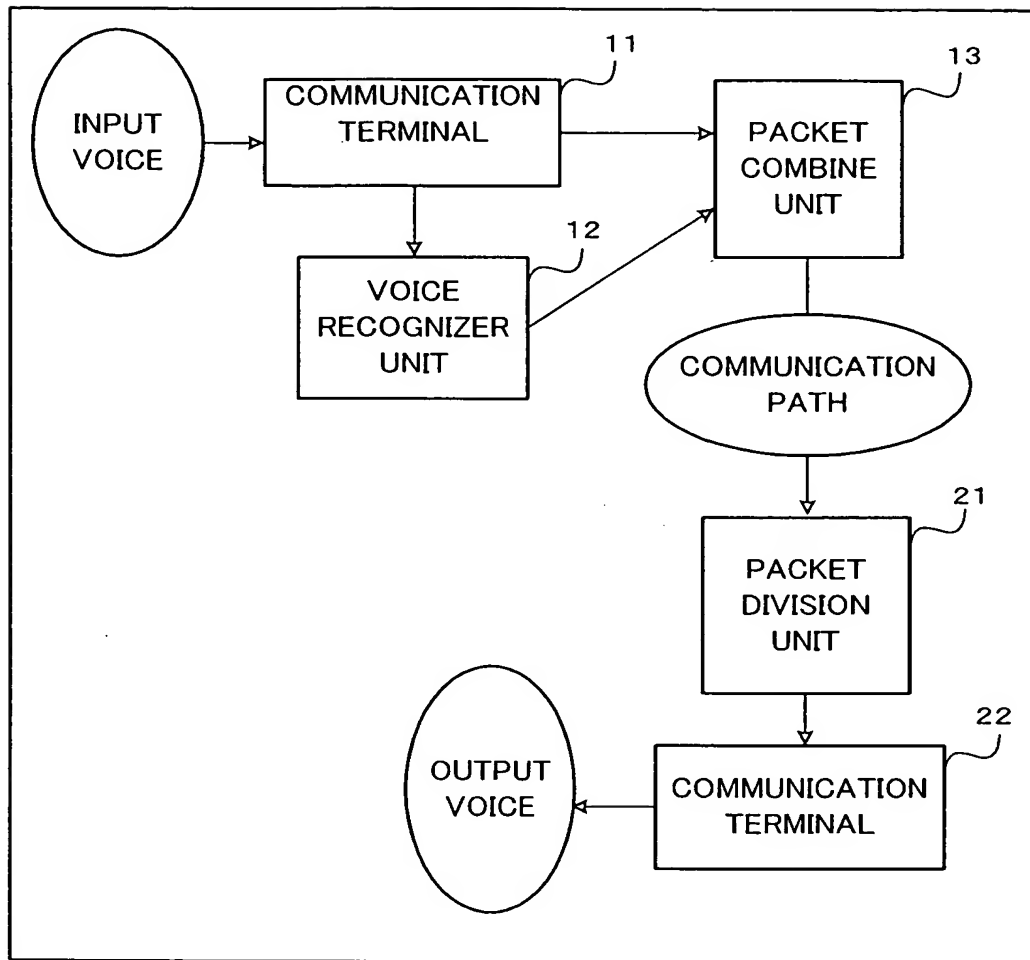 11
13
INPUT
VOICE
COMMUNICATION
TERMINAL
PACKET
COMBINE
UNIT
12
VOICE
RECOGNIZER
UNIT
COMMUNICATION
PATH
21
PACKET
DIVISION
UNIT
22
OUTPUT
VOICE
COMMUNICATION
TERMINAL